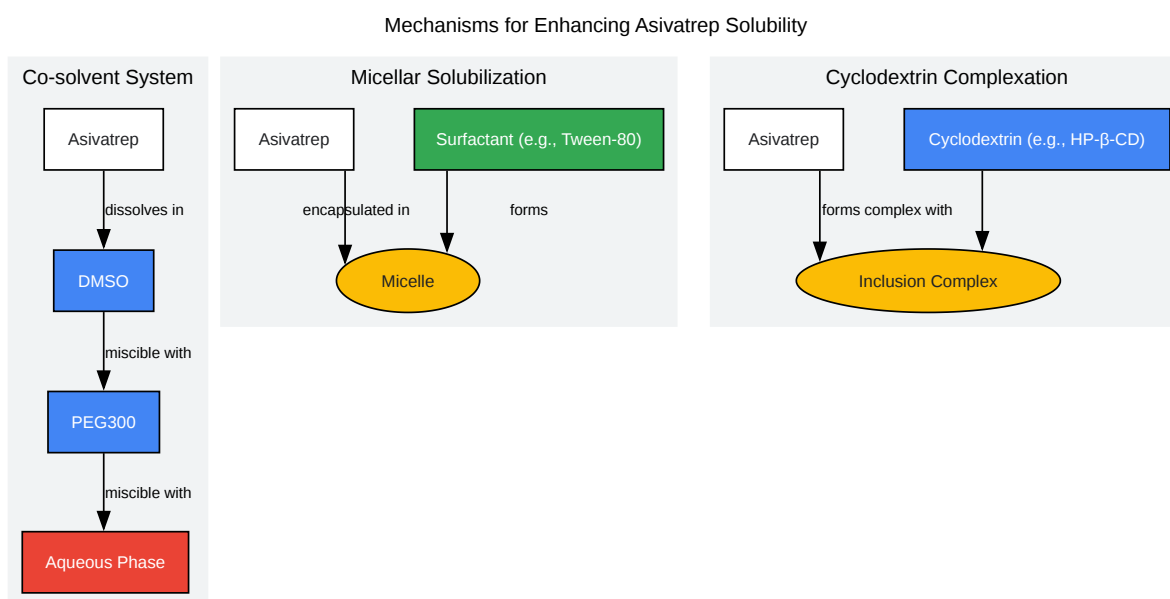 Mechanisms for Enhancing Asivatrep Solubility
Co-solvent System
Asivatrep
dissolves in
DMSO
miscible with
PEG300
miscible with
Aqueous Phase
Micellar Solubilization
Asivatrep
Surfactant (e.g., Tween-80)
encapsulated in
forms
Micelle
Cyclodextrin Complexation
Asivatrep
Cyclodextrin (e.g., HP-β-CD)
forms complex with
Inclusion Complex